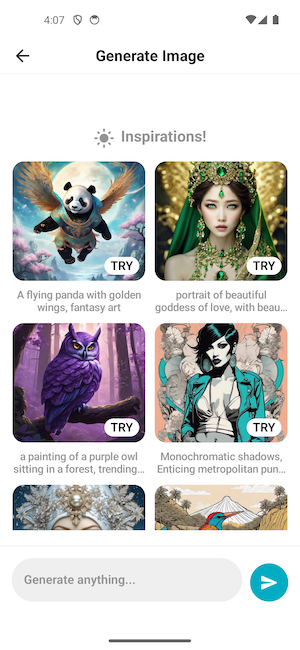 4:07
Generate Image
Inspirations!
TRY
TRY
A flying panda with golden
wings, fantasy art
portrait of beautiful
goddess of love, with beau...
TRY
TRY
a painting of a purple owl
sitting in a forest, trending...
Monochromatic shadows,
Enticing metropolitan pun...
Generate anything...